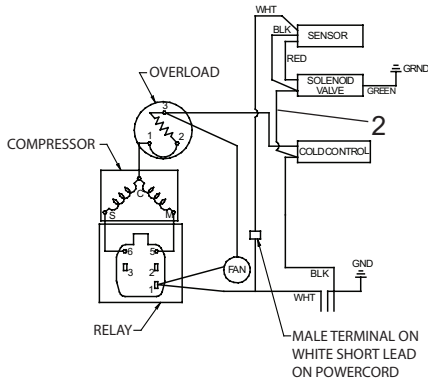 WHT
BLK
SENSOR
RED
GRND
SOLENOID
VALVE
GREEN
OVERLOAD
3
1
2
2
COMPRESSOR
COLD CONTROL
C
S
M
6
5
3
2
1
FAN
BLK
GND
WHT
RELAY
MALE TERMINAL ON
WHITE SHORT LEAD
ON POWERCORD